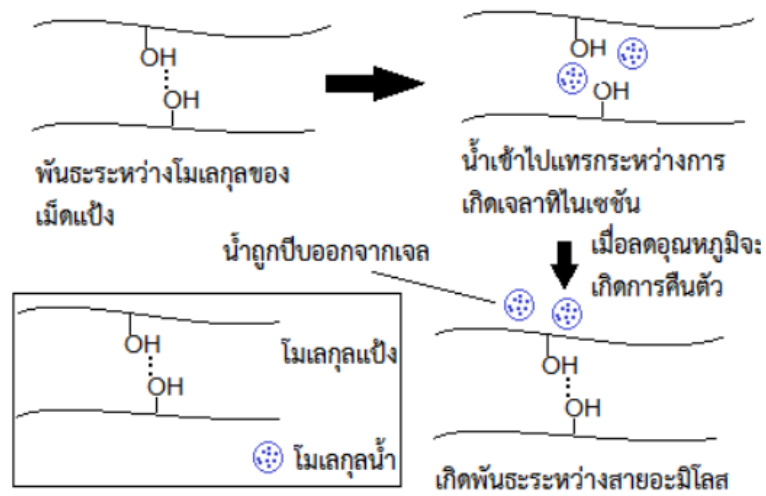 OH
OH
พันธะระหว่างโมเลกุลของ
เม็ดแป้ง
OH
OH
น้ำเข้าไปแทรกระหว่างการ
เกิดเจลาทิไนเซชัน
เมื่อลดอุณหภูมิจะ
เกิดการคืนตัว
น้ำถูกบีบออกจากเจล
OH
OH
เกิดพันธะระหว่างสายอะมิโลส
OH
OH
โมเลกุลแป้ง
โมเลกุลน้ำ